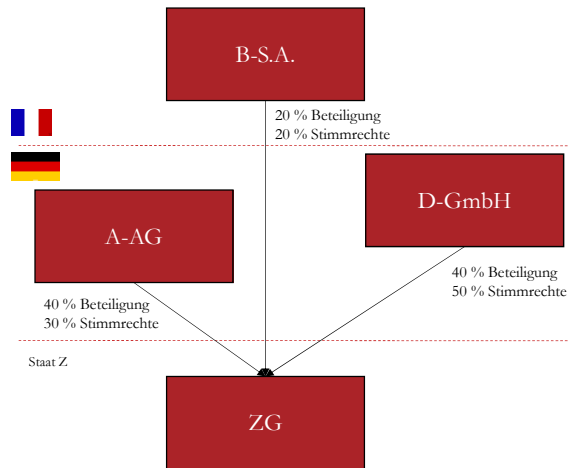 B-S.A.
20 % Beteiligung
20 % Stimmrechte
A-AG
D-GmbH
40 % Beteiligung
30 % Stimmrechte
40 % Beteiligung
50 % Stimmrechte
Staat Z
ZG